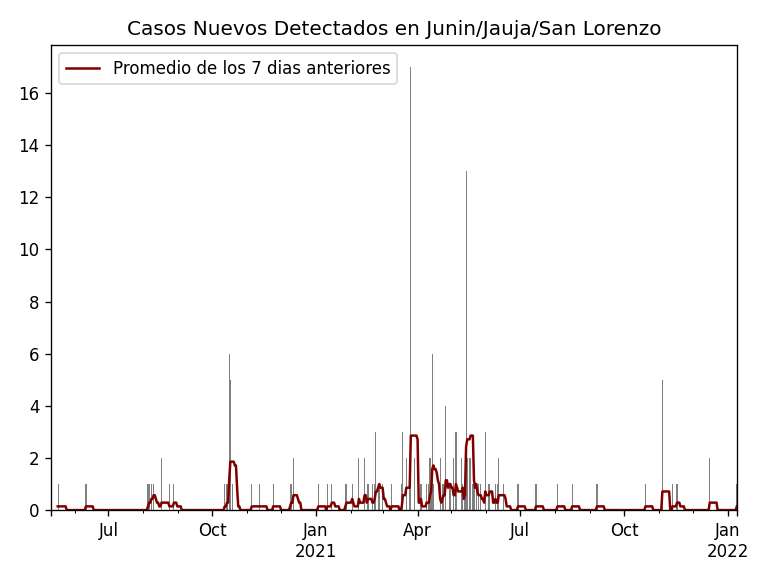 Casos Nuevos Detectados en Junin/Jauja/San Lorenzo
Promedio de los 7 dias anteriores
16
14
12
10
8
6
4
2
0
Jul
Oct
Jan
2021
Apr
Jul
Oct
Jan
2022